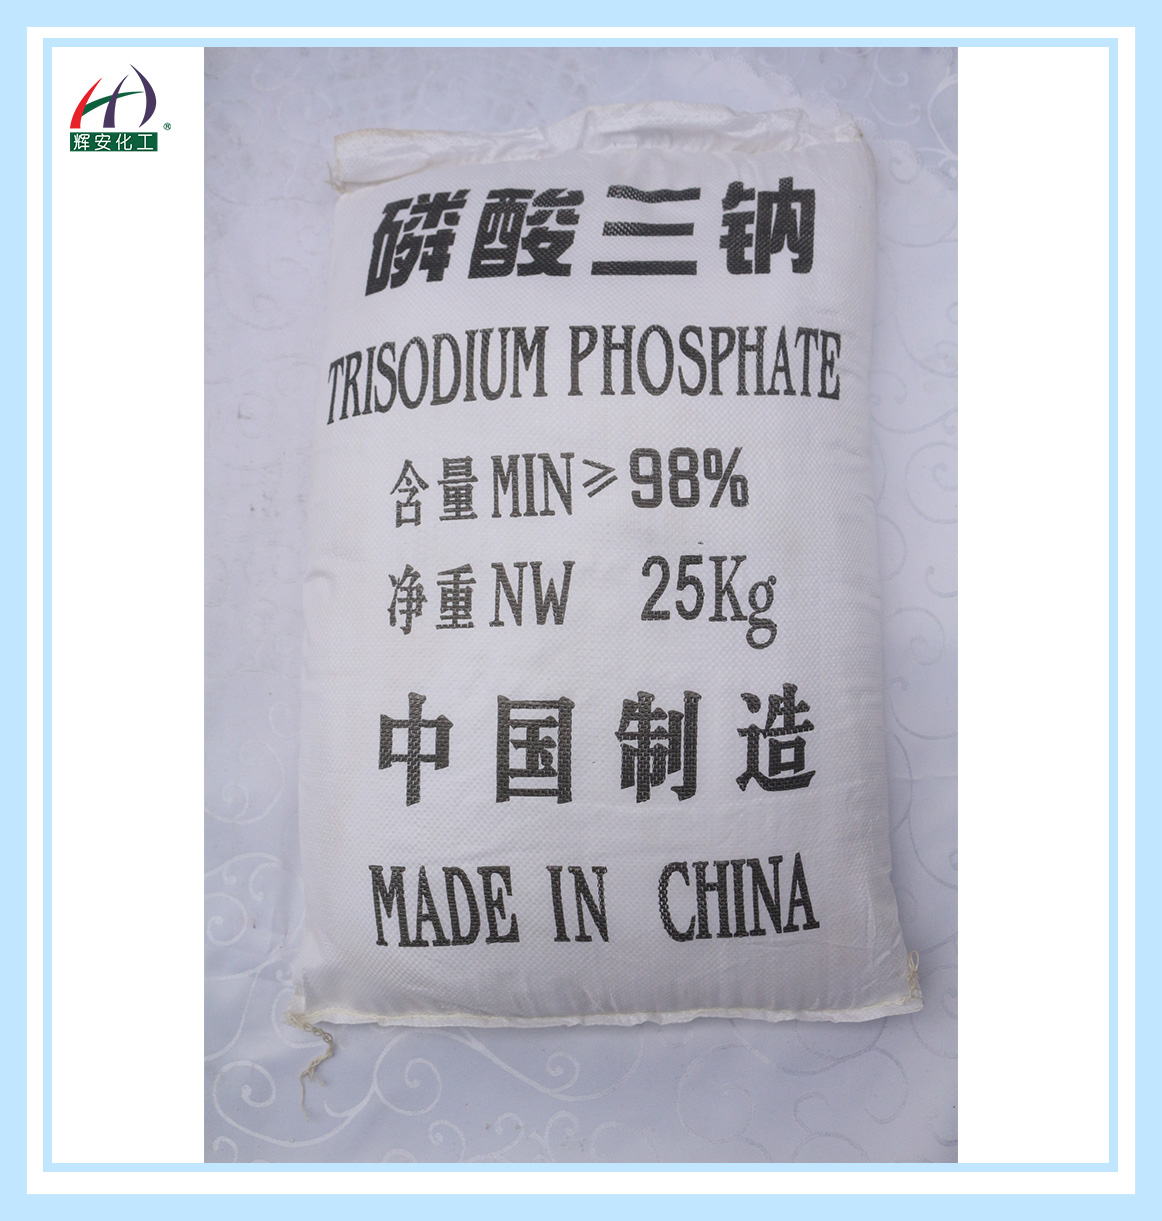 ®
辉安化工
磷酸三钠
TRISODIUM PHOSPHATE
含量MIN≥98%
净重NW 25Kg
中国制造
MADE IN CHINA